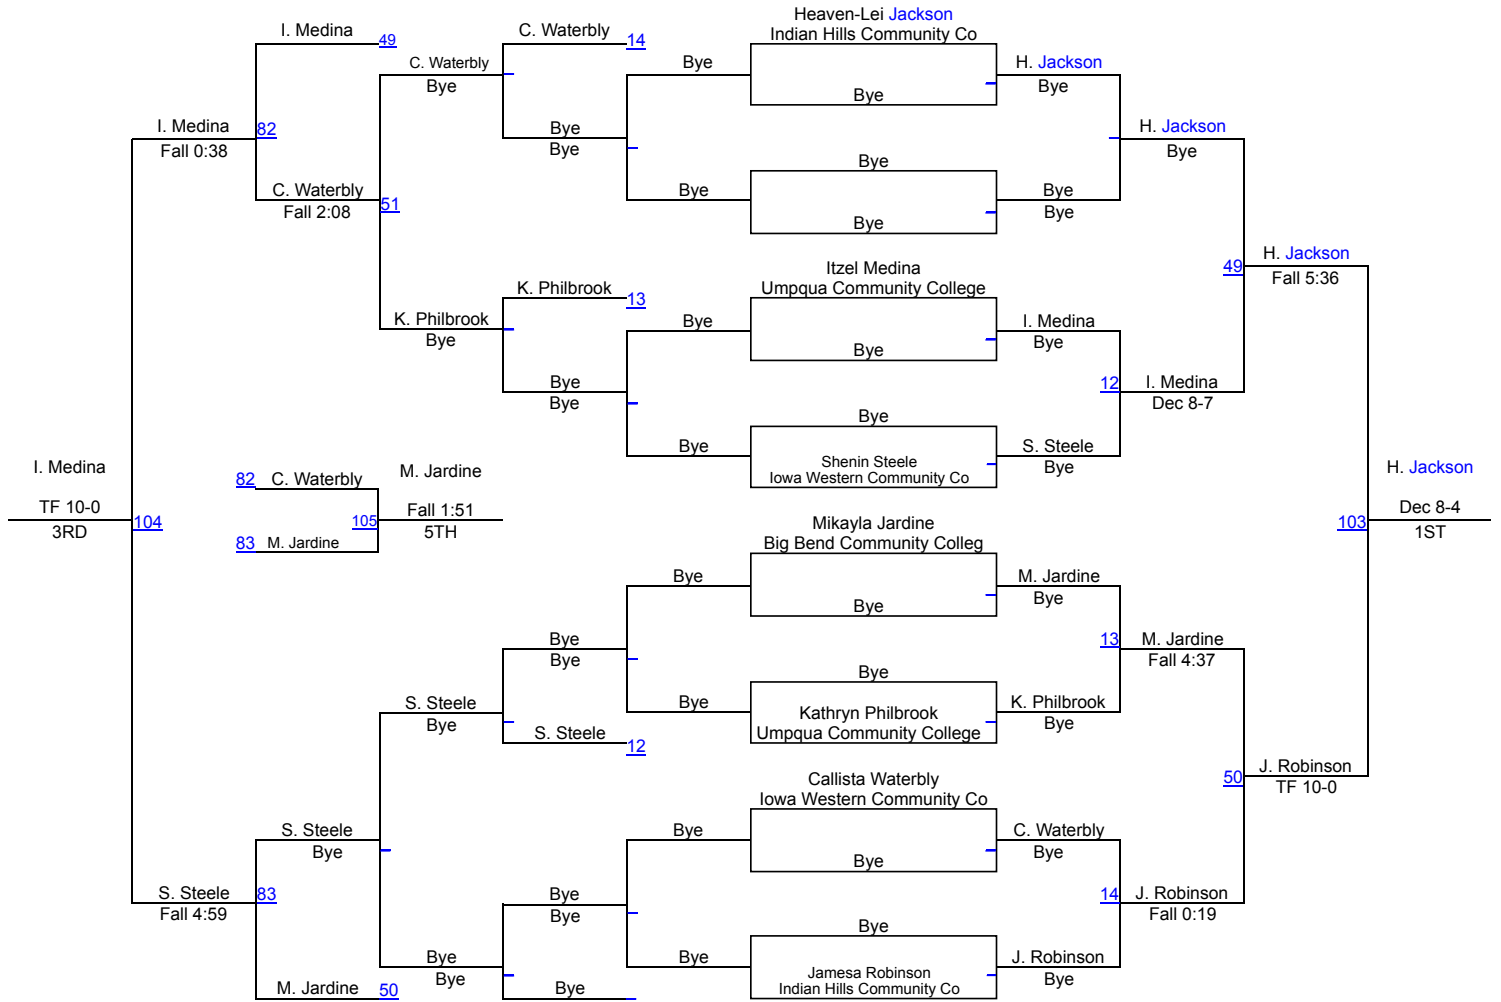 Heaven-Lei Jackson
Indian Hills Community Co
Bye
Bye
Bye
Itzel Medina
Umpqua Community College
Bye
Bye
Shenin Steele
Iowa Western Community Co
Mikayla Jardine
Big Bend Community Colleg
Bye
Bye
Kathryn Philbrook
Umpqua Community College
Callista Waterbly
Iowa Western Community Co
Bye
Bye
Jamesa Robinson
Indian Hills Community Co
H. Jackson
Bye
Bye
Bye
I. Medina
Bye
S. Steele
Bye
M. Jardine
Bye
K. Philbrook
Bye
C. Waterbly
Bye
J. Robinson
Bye
H. Jackson
Bye
12
I. Medina
Dec 8-7
13
M. Jardine
Fall 4:37
14
J. Robinson
Fall 0:19
49
H. Jackson
Fall 5:36
50
J. Robinson
TF 10-0
103
H. Jackson
Dec 8-4
1ST
Bye
Bye
Bye
Bye
Bye
Bye
Bye
Bye
C. Waterbly
14
Bye
Bye
K. Philbrook
13
Bye
Bye
Bye
Bye
S. Steele
12
Bye
Bye
Bye
C. Waterbly
Bye
K. Philbrook
Bye
S. Steele
Bye
Bye
Bye
I. Medina
49
C. Waterbly
Fall 2:08
51
S. Steele
Bye
M. Jardine
50
I. Medina
Fall 0:38
82
S. Steele
Fall 4:59
83
I. Medina
TF 10-0
3RD
104
82
C. Waterbly
83
M. Jardine
105
M. Jardine
Fall 1:51
5TH